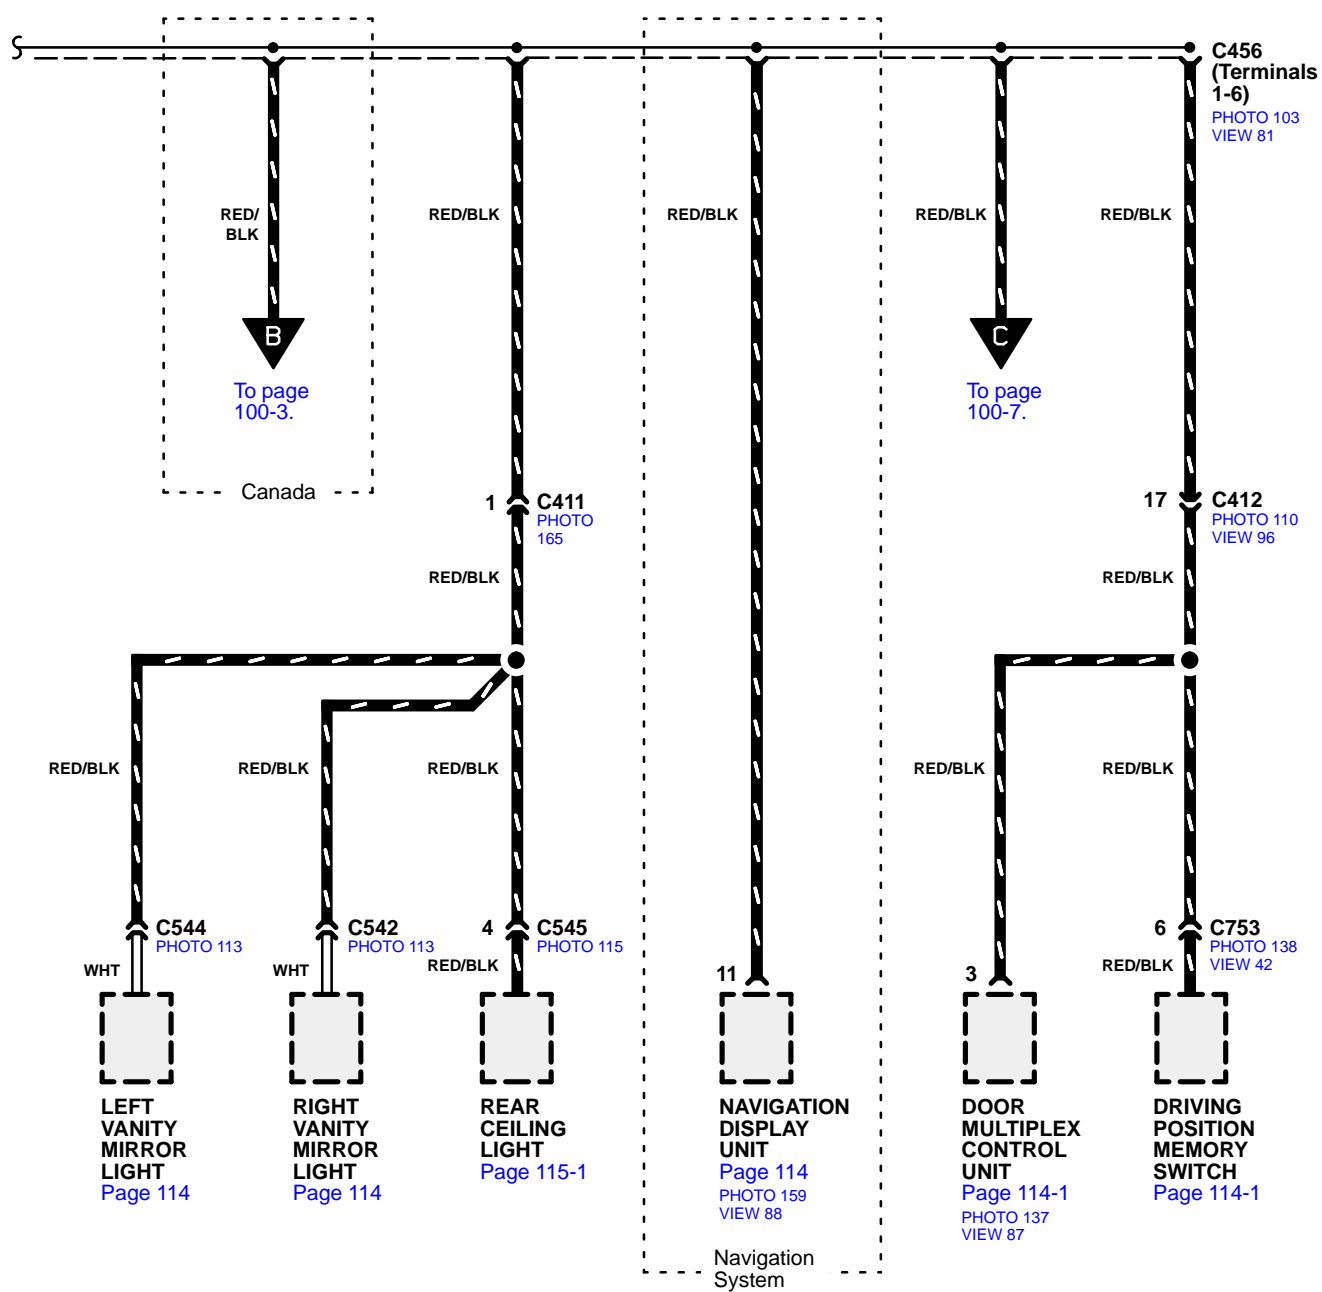 C456
(Terminals
1-6)
PHOTO 103
VIEW 81
RED/
BLK
RED/BLK
RED/BLK
RED/BLK
RED/BLK
B
To page
100-3.
C
To page
100-7.
Canada
1
C411
PHOTO
165
17
C412
PHOTO 110
VIEW 96
RED/BLK
RED/BLK
RED/BLK
RED/BLK
RED/BLK
RED/BLK
RED/BLK
C544
PHOTO 113
C542
PHOTO 113
4
C545
PHOTO 115
6
C753
PHOTO 138
VIEW 42
WHT
WHT
RED/BLK
11
3
RED/BLK
LEFT
VANITY
MIRROR
LIGHT
Page 114
RIGHT
VANITY
MIRROR
LIGHT
Page 114
REAR
CEILING
LIGHT
Page 115-1
NAVIGATION
DISPLAY
UNIT
Page 114
PHOTO 159
VIEW 88
DOOR
MULTIPLEX
CONTROL
UNIT
Page 114-1
PHOTO 137
VIEW 87
DRIVING
POSITION
MEMORY
SWITCH
Page 114-1
Navigation
System